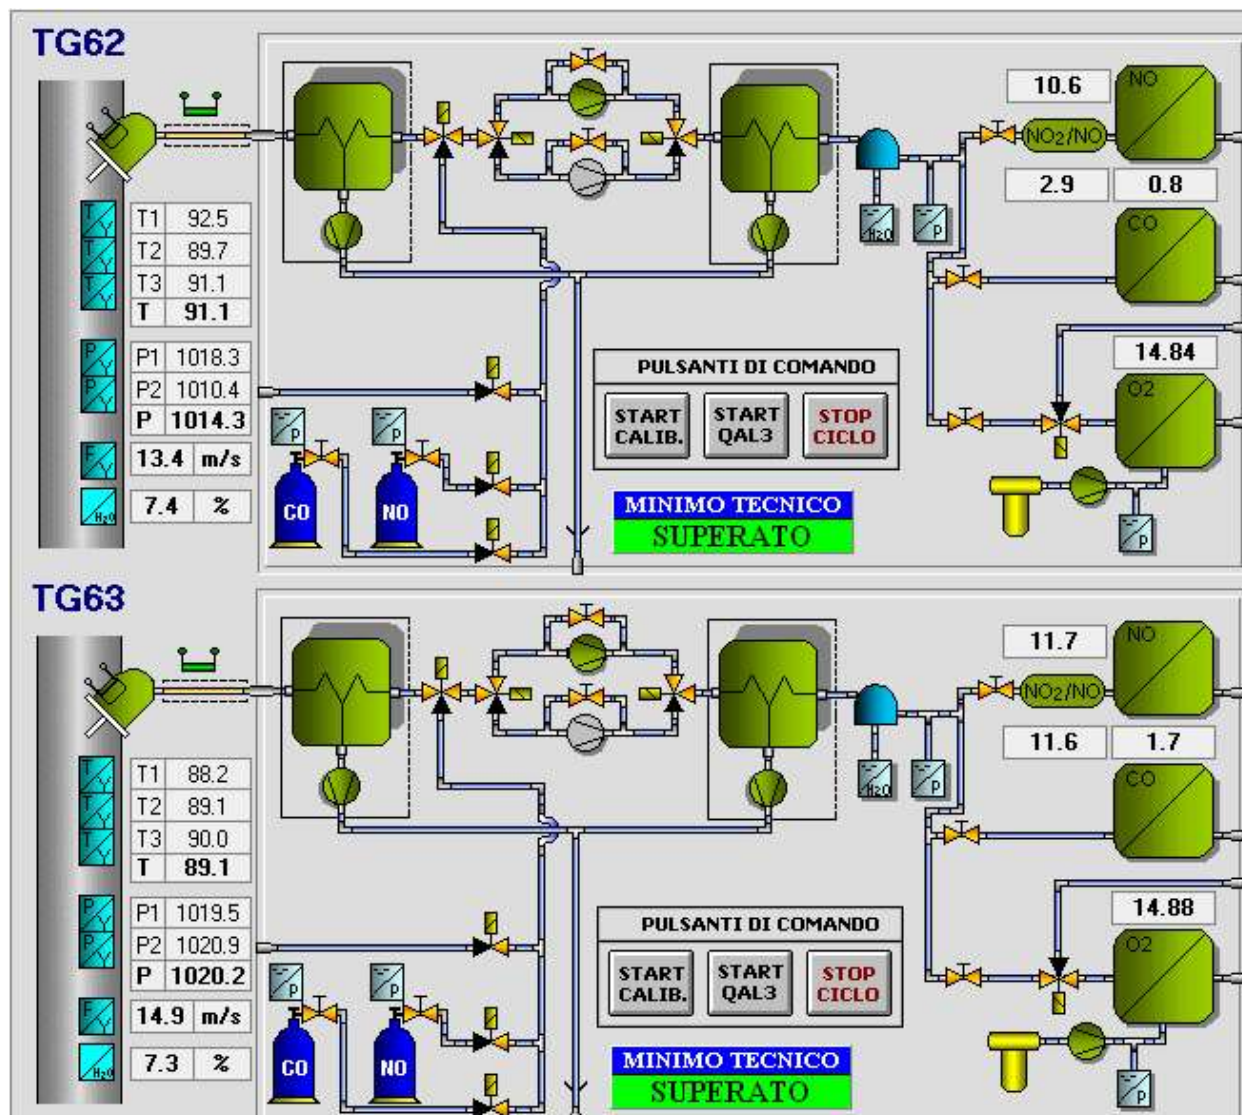 TG62
10.6
NO
NO2/NO
2.9 0.8
CO
T1 92.5
T2 89.7
T3 91.1
T 91.1
T Y
T Y
T Y
H2O
p
P1 1018.3
P2 1010.4
P 1014.3
P Y
P Y
14.84
O2
PULSANTI DI COMANDO
START CALIB.
START QAL3
STOP CICLO
13.4 m/s
F Y
7.4 %
H2O
p
p
CO
NO
MINIMO TECNICO
SUPERATO
p
TG63
11.7
NO
NO2/NO
11.6 1.7
CO
T1 88.2
T2 89.1
T3 90.0
T 89.1
T Y
T Y
T Y
H2O
p
P1 1019.5
P2 1020.9
P 1020.2
P Y
P Y
14.88
O2
PULSANTI DI COMANDO
START CALIB.
START QAL3
STOP CICLO
14.9 m/s
F Y
7.3 %
H2O
p
p
CO
NO
MINIMO TECNICO
SUPERATO
p